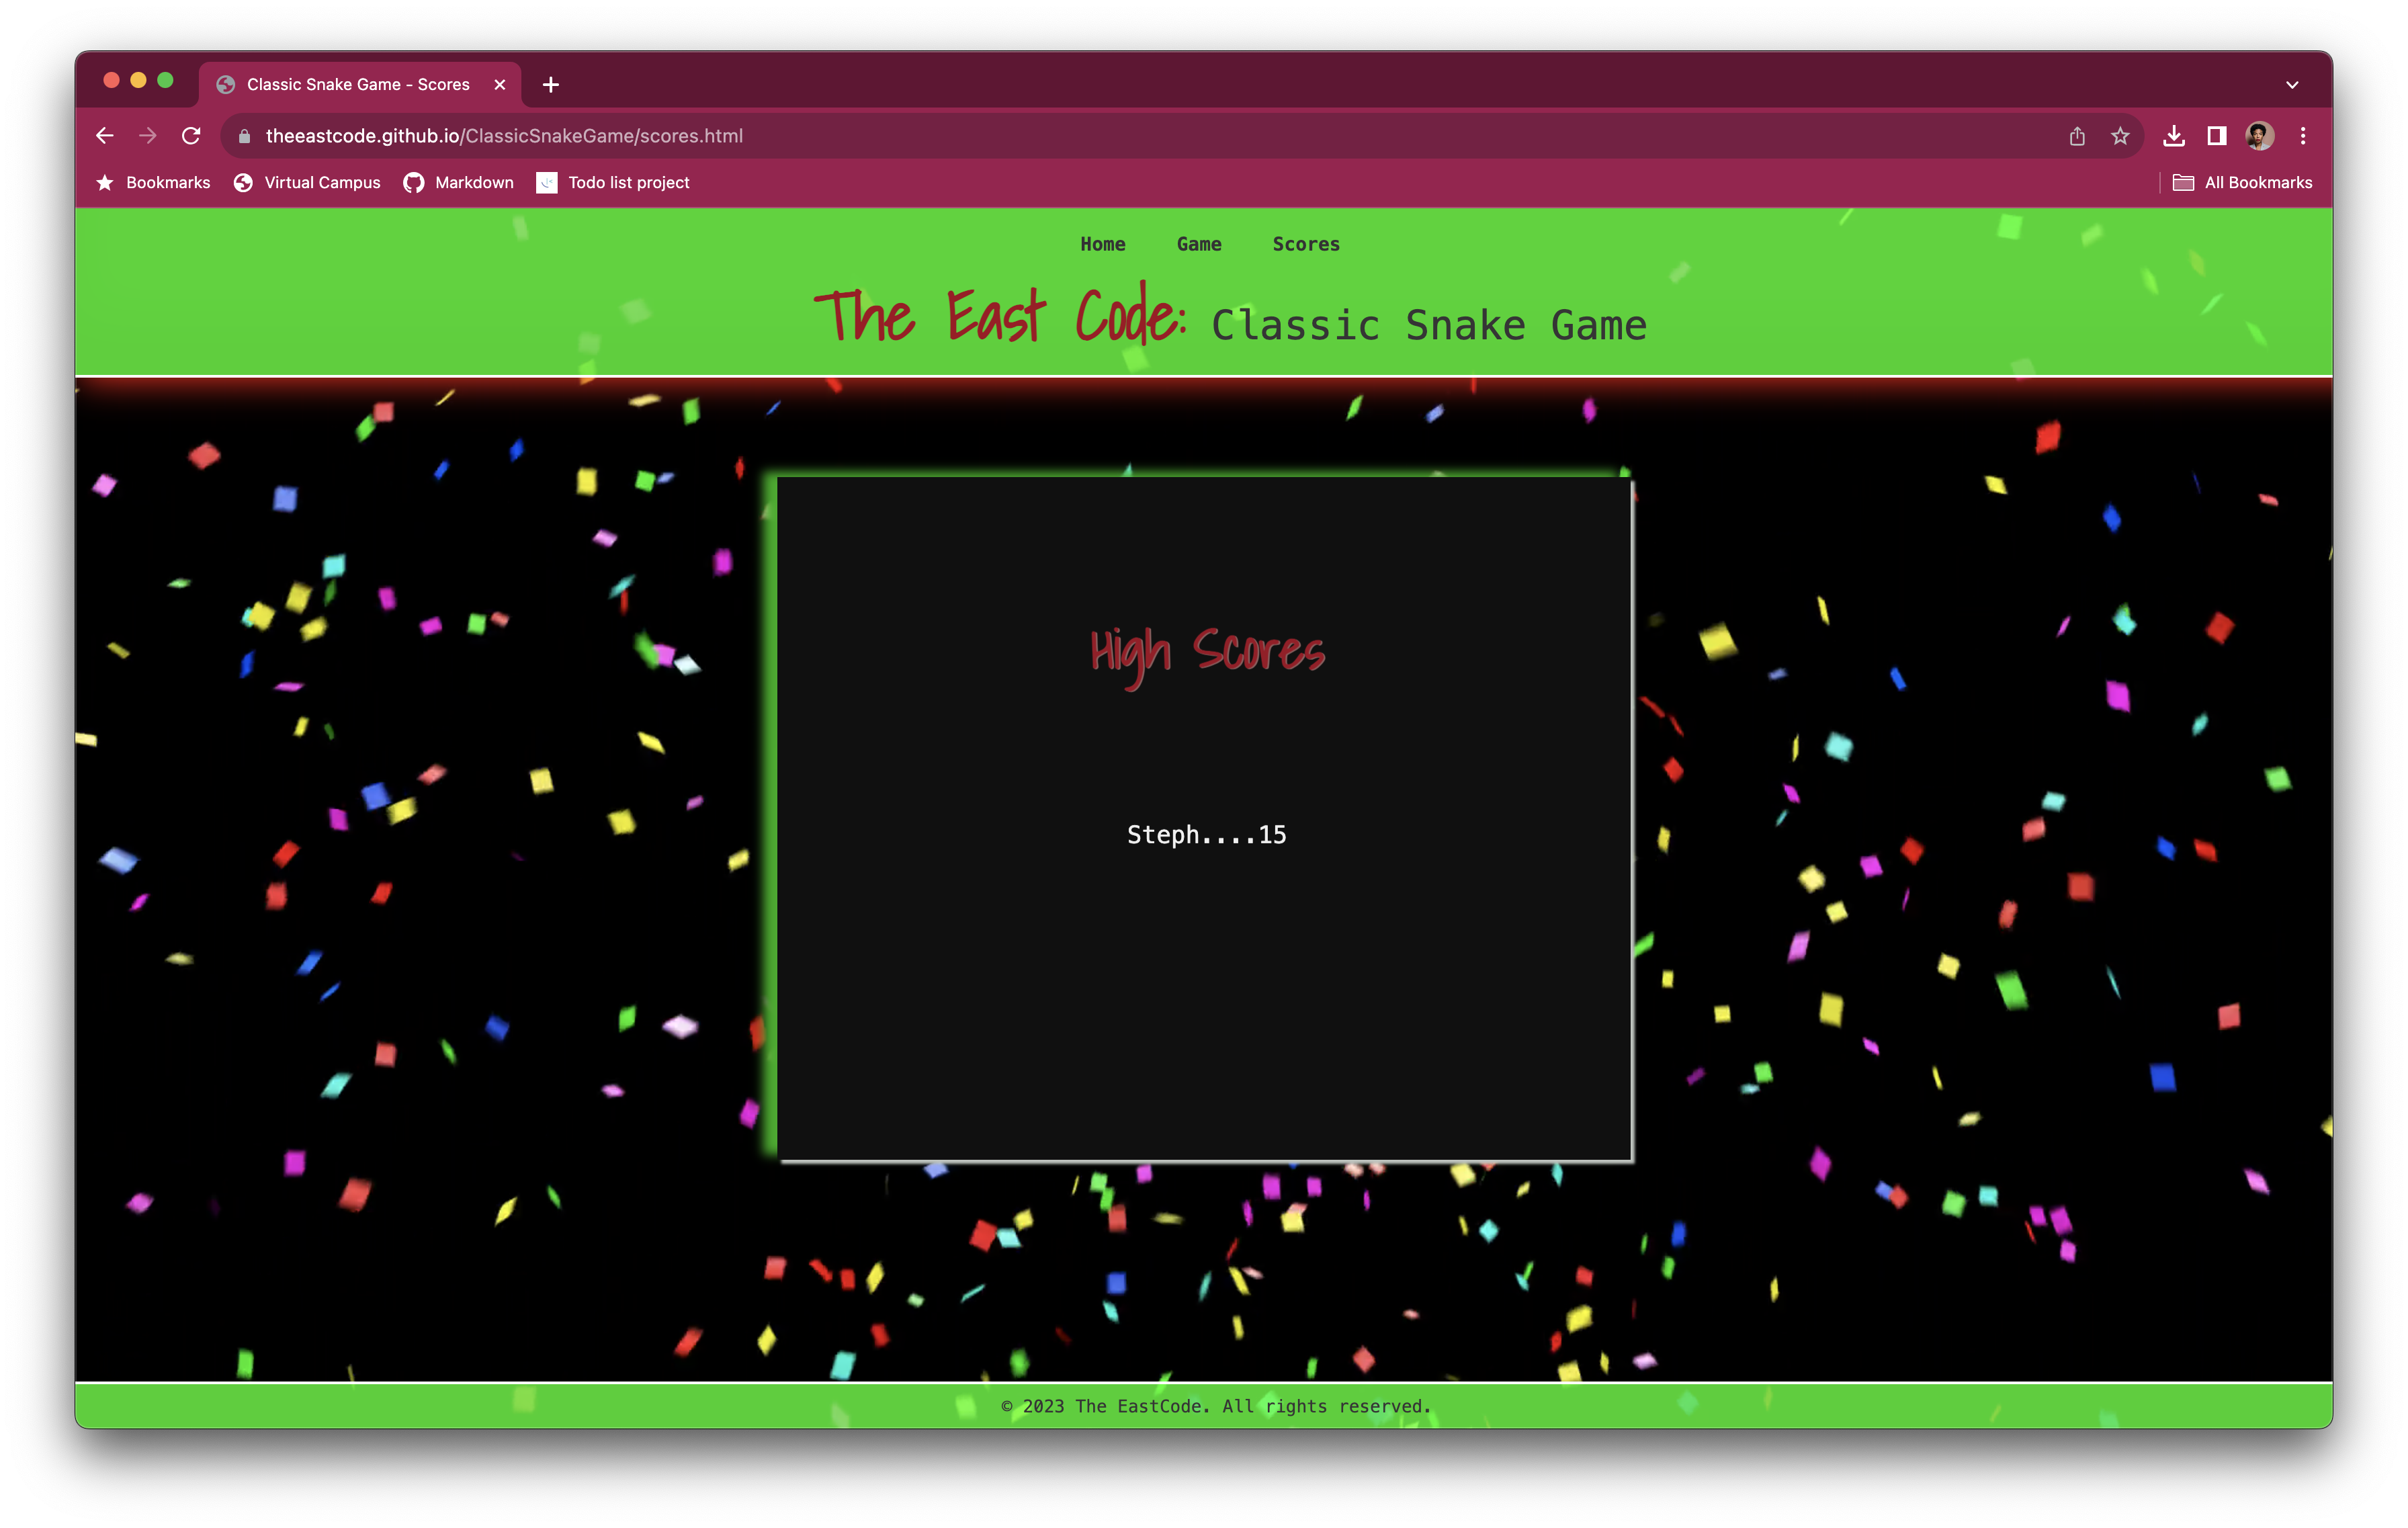 Classic Snake Game - Scores
theeastcode.github.io/ClassicSnakeGame/scores.html
Bookmarks Virtual Campus Markdown Todo list project All Bookmarks
Home Game Scores
The East Code: Classic Snake Game
High Scores
Steph....15
© 2023 The EastCode. All rights reserved.